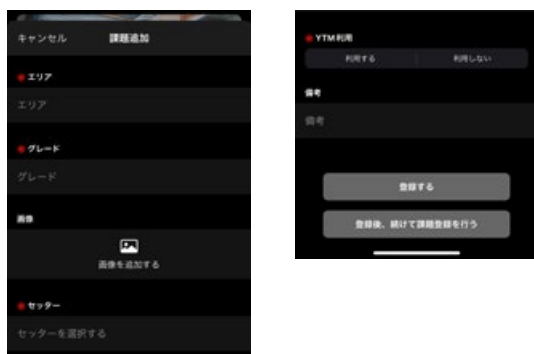 キャンセル 課題追加
エリア
エリア
グレード
グレード
画像
画像を追加する
セッター
セッターを選択する
YTM利用
利用する 利用しない
備考
備考
登録する
登録後、続けて課題登録を行う